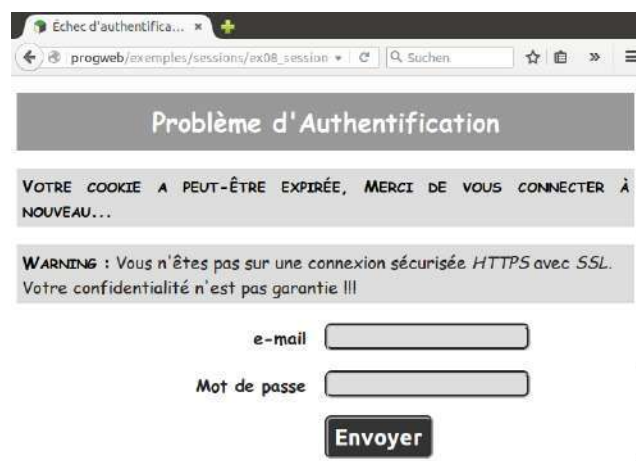 Échec d'authentifica... ×
progweb/exemples/sessions/ex08_session
Suchen
Problème d'Authentification
VOTRE COOKIE A PEUT-ÊTRE EXPIRÉE, MERCI DE VOUS CONNECTER À
NOUVEAU...
WARNING : Vous n'êtes pas sur une connexion sécurisée HTTPS avec SSL.
Votre confidentialité n'est pas garantie !!!
e-mail
Mot de passe
Envoyer